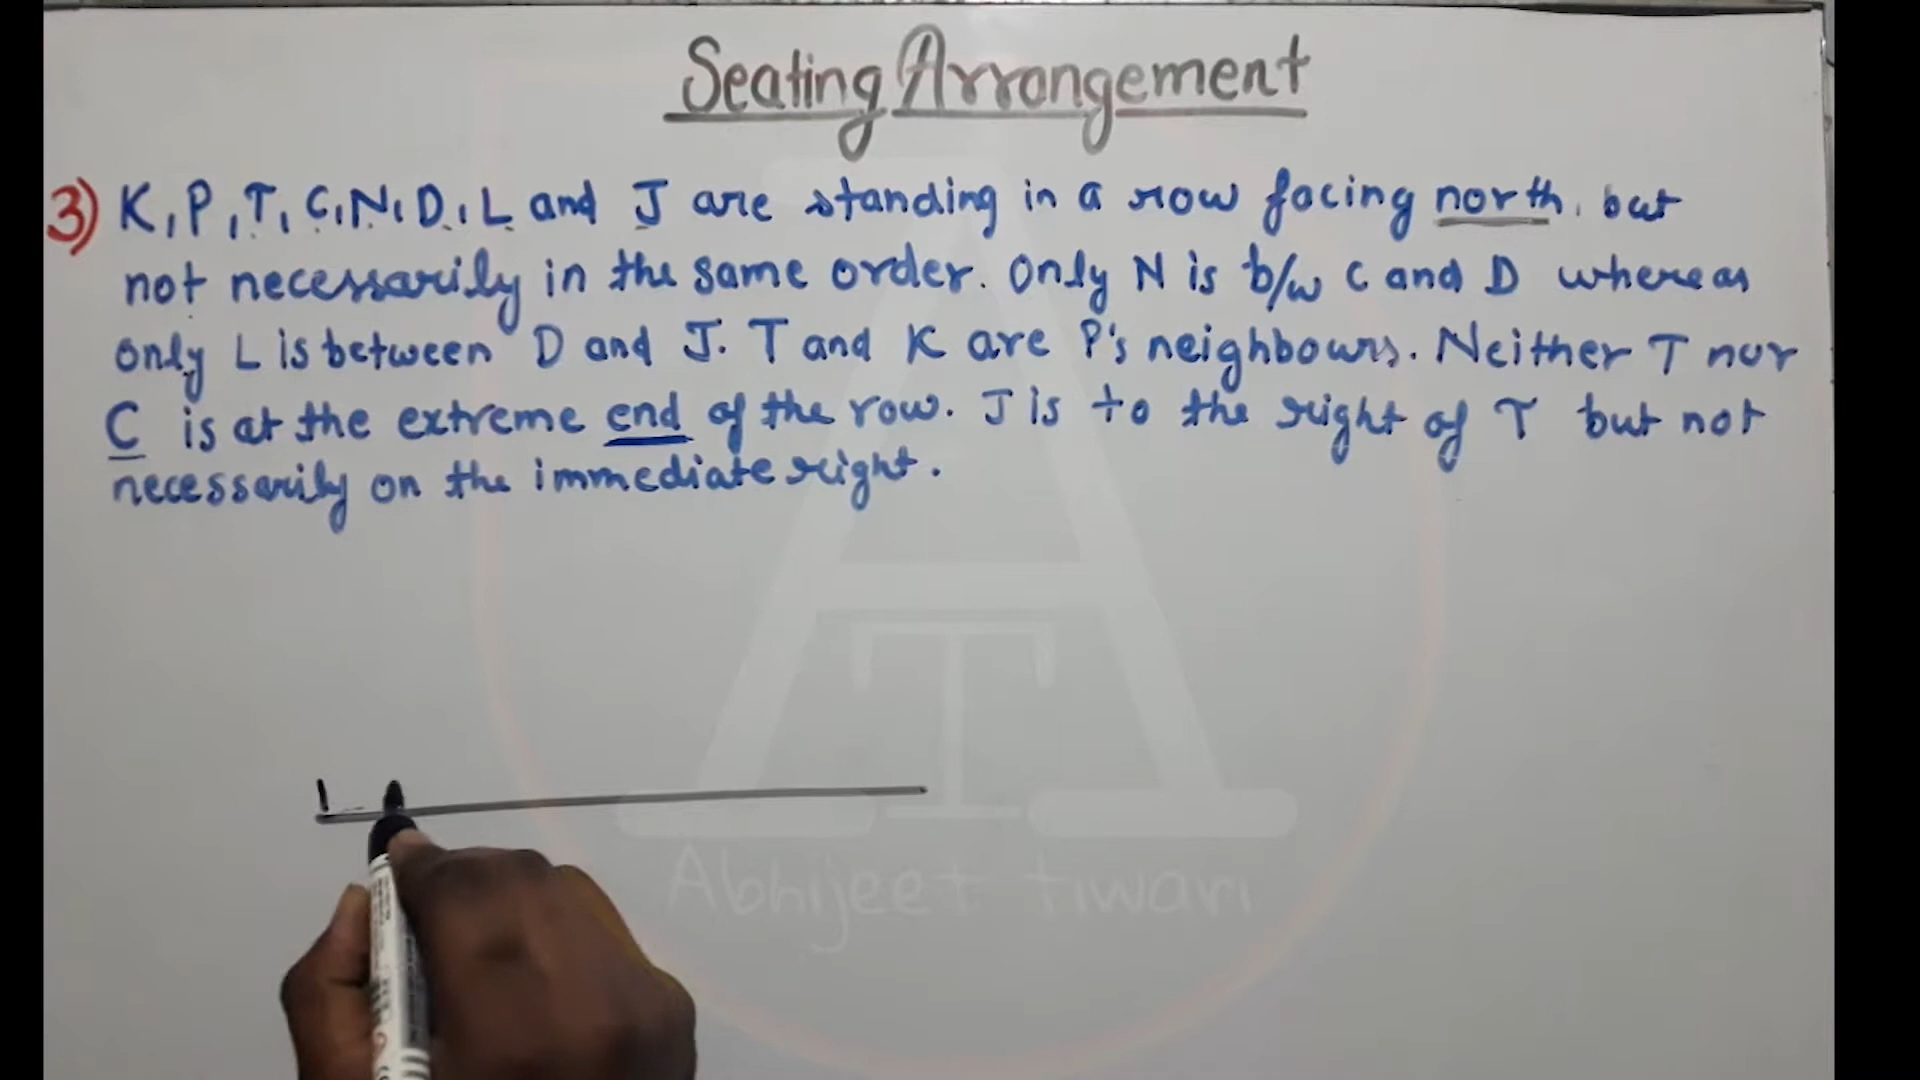 Seating Arrangement
3) K, P, T, C, N, D, L and J are standing in a row facing north, but
not necessarily in the same order. Only N is b/w C and D whereas
only L is between D and J. T and K are P's neighbours. Neither T nor
C is at the extreme end of the row. J is to the right of T but not
necessarily on the immediate right.
Abhijeet tiwari